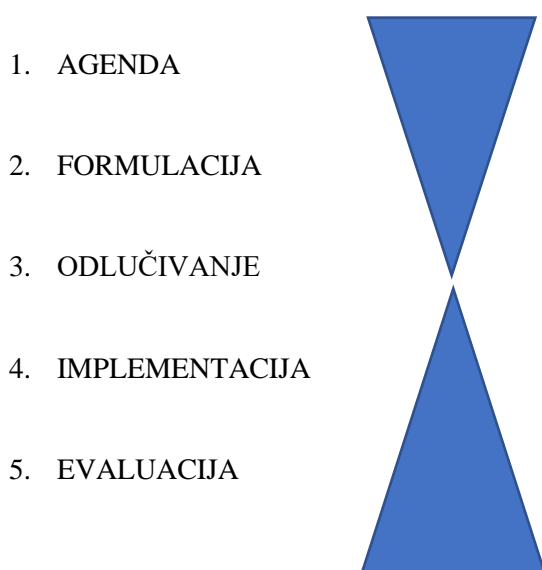 1. AGENDA
2. FORMULACIJA
3. ODLUČIVANJE
4. IMPLEMENTACIJA
5. EVALUACIJA